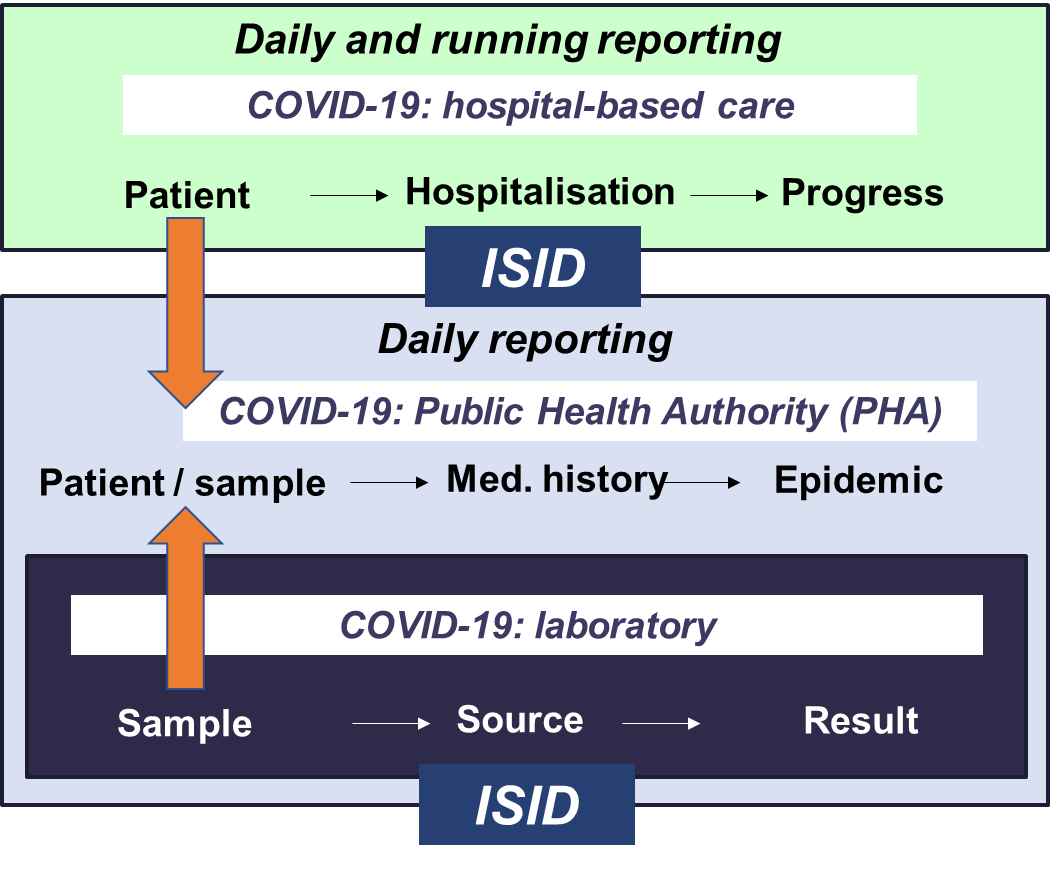 Daily and running reporting
COVID-19: hospital-based care
Patient Hospitalisation Progress
ISID
Daily reporting
COVID-19: Public Health Authority (PHA)
Patient / sample Med. history Epidemic
COVID-19: laboratory
Sample Source Result
ISID